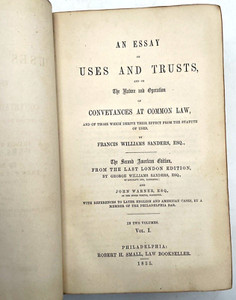 AN ESSAY
ON
USES AND TRUSTS,
AND ON
The Nature and Operation
OF
CONVEYANCES AT COMMON LAW,
AND OF THOSE WHICH DERIVE THEIR EFFECT FROM THE STATUTE
OF USES.
BY
FRANCIS WILLIAMS SANDERS, ESQ.,
The Second American Edition,
FROM THE LAST LONDON EDITION,
BY GEORGE WILLIAMS SANDERS, ESQ.,
AND
JOHN WARNER, ESQ.,
WITH REFERENCES TO LATER ENGLISH AND AMERICAN CASES, BY A
MEMBER OF THE PHILADELPHIA BAR.
IN TWO VOLUMES.
VOL. I.
PHILADELPHIA:
ROBERT H. SMALL, LAW BOOKSELLER.
1855.